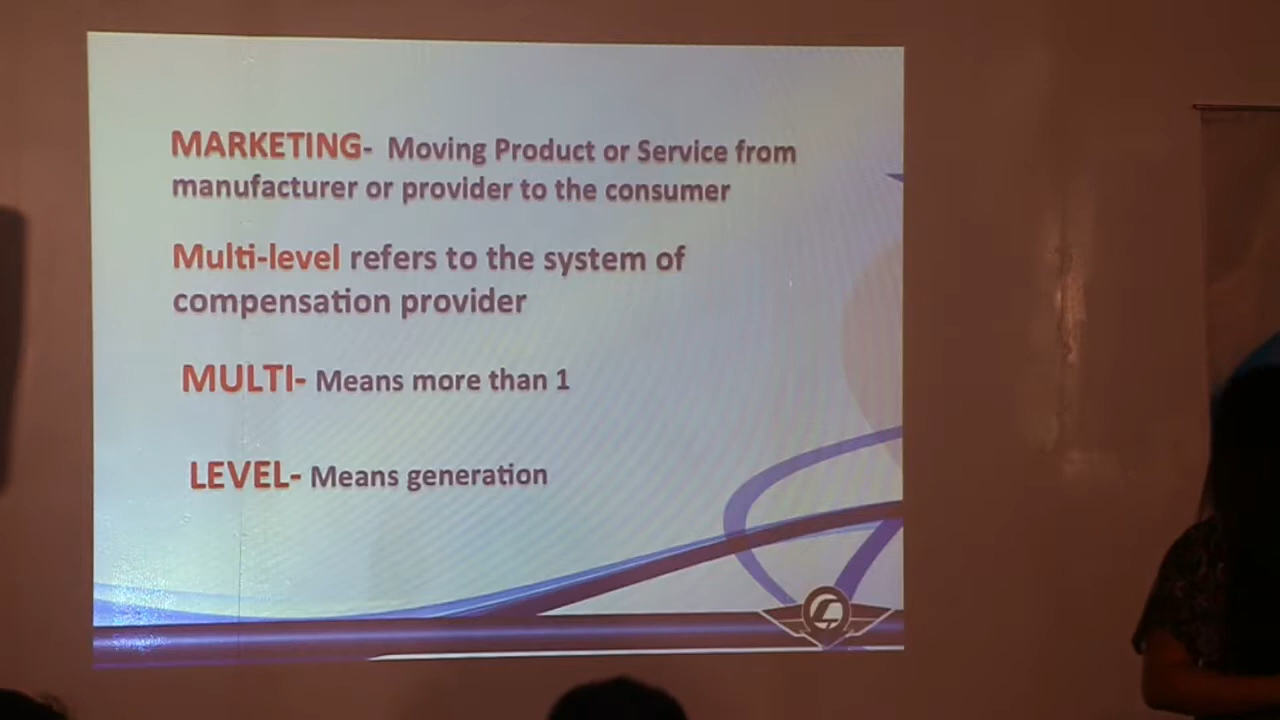 MARKETING- Moving Product or Service from
manufacturer or provider to the consumer
Multi-level refers to the system of
compensation provider
MULTI- Means more than 1
LEVEL- Means generation